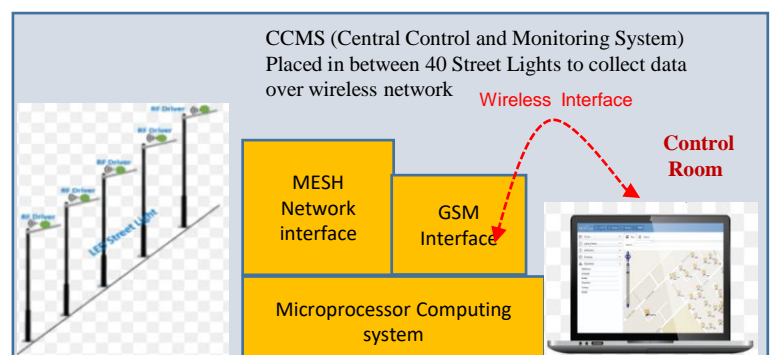 CCMS (Central Control and Monitoring System)
Placed in between 40 Street Lights to collect data
over wireless network
Wireless Interface
Control
Room
RF Driver
RF Driver
RF Driver
RF Driver
RF Driver
LED Street Light
MESH
Network
interface
GSM
Interface
Microprocessor Computing
system